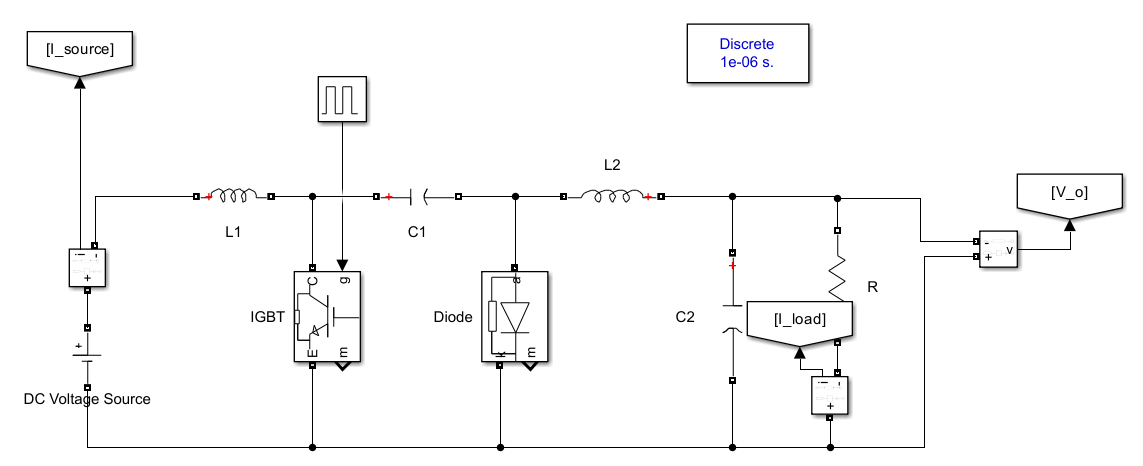 [I_source]
Discrete
1e-06 s.
L2
[V_o]
L1
C1
i
-
+
C
g
IGBT
E
m
Diode
a
k
m
+
C2
R
-
+
v
[I_load]
i
-
+
+
DC Voltage Source